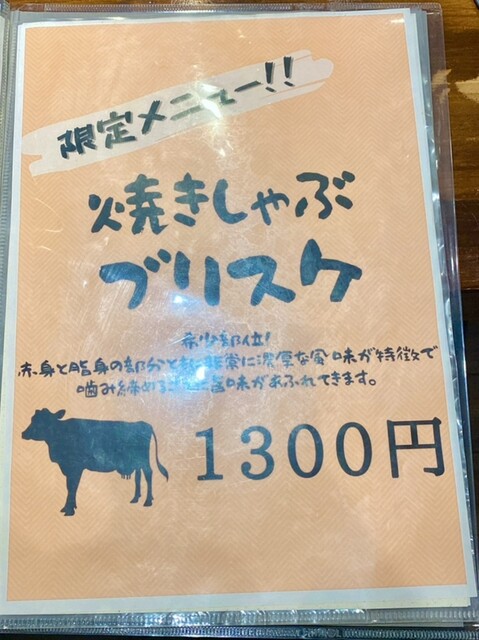 限定メニュー!!
焼きしゃぶ
ブリスケ
希少部位!
赤身と脂身の部分と共に非常に濃厚な風味が特徴で
噛み締める 旨味があふれてきます。
1300円